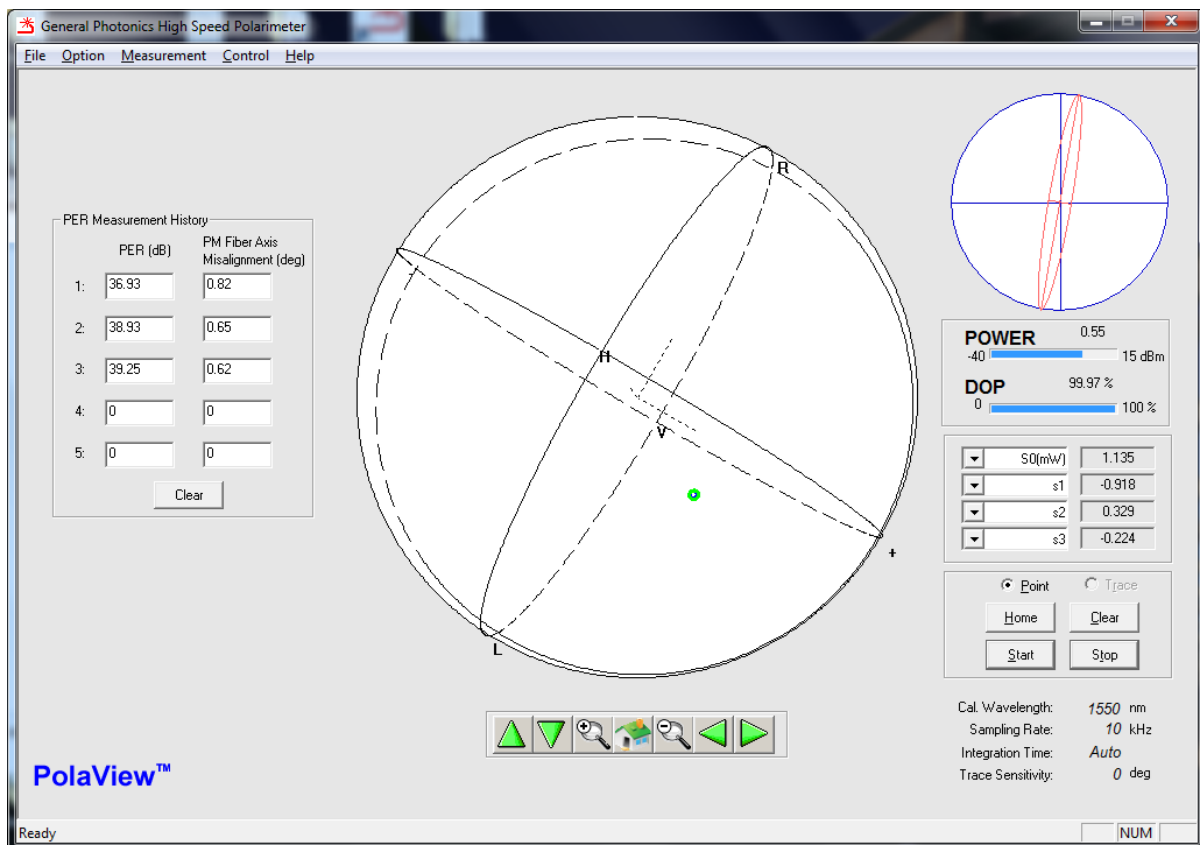 General Photonics High Speed Polarimeter
File Option Measurement Control Help
PER Measurement History
PER (dB)
PM Fiber Axis
Misalignment (deg)
1: 36.93 0.82
2: 38.93 0.65
3: 39.25 0.62
4: 0 0
5: 0 0
Clear
R
H
V
+
L
-
POWER 0.55
-40 15 dBm
DOP 99.97 %
0 100 %
S0(mW) 1.135
s1 -0.918
s2 0.329
s3 -0.224
Point Trace
Home Clear
Start Stop
Cal. Wavelength: 1550 nm
Sampling Rate: 10 kHz
Integration Time: Auto
Trace Sensitivity: 0 deg
PolaView™
Ready NUM